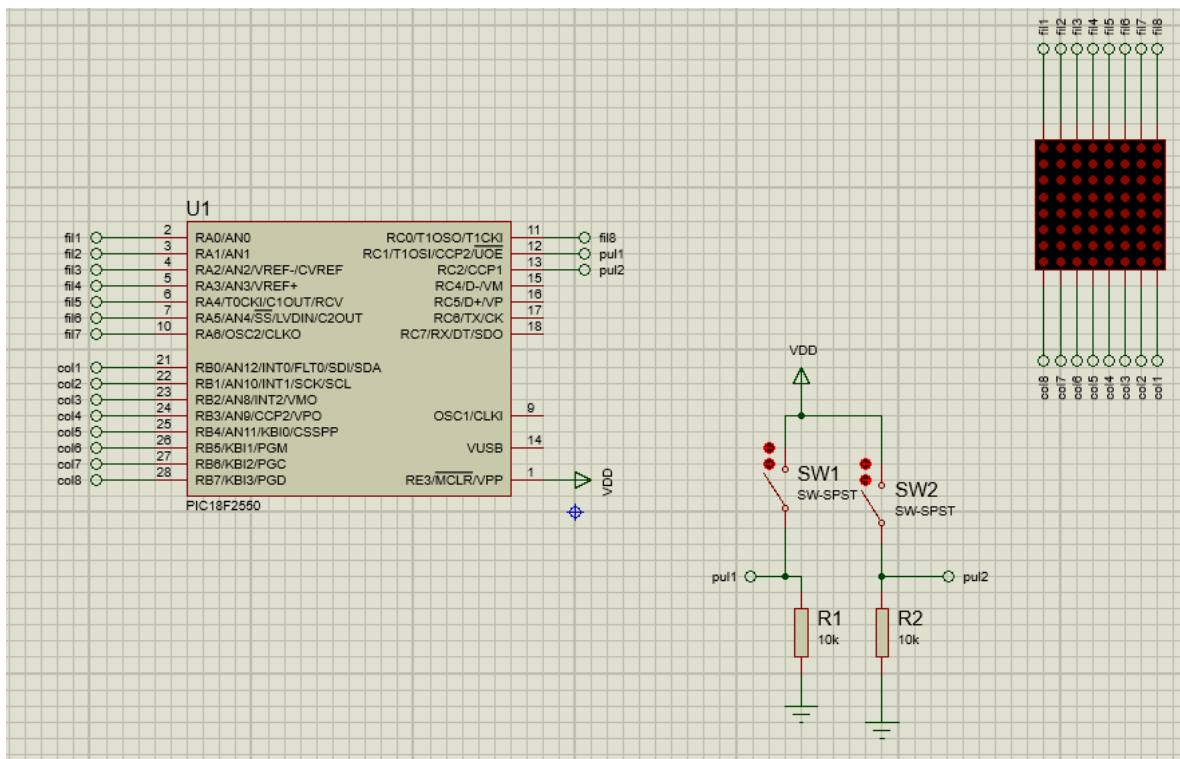 fil1 fil2 fil3 fil4 fil5 fil6 fil7 fil8
U1
fil1 2 RA0/AN0 RC0/T1OSO/T1CKI 11 fil8
fil2 3 RA1/AN1 RC1/T1OSI/CCP2/UOE 12 pul1
fil3 4 RA2/AN2/VREF-/CVREF RC2/CCP1 13 pul2
fil4 5 RA3/AN3/VREF+ RC4/D-/VM 15
fil5 6 RA4/T0CKI/C1OUT/RCV RC5/D+/VP 16
fil6 7 RA5/AN4/SS/LVDIN/C2OUT RC6/TX/CK 17
fil7 10 RA6/OSC2/CLKO RC7/RX/DT/SDO 18
col1 21 RB0/AN12/INT0/FLT0/SDI/SDA
col2 22 RB1/AN10/INT1/SCK/SCL
col3 23 RB2/AN8/INT2/VMO
col4 24 RB3/AN9/CCP2/VPO OSC1/CLKI 9
col5 25 RB4/AN11/KBI0/CSSPP
col6 26 RB5/KBI1/PGM VUSB 14
col7 27 RB6/KBI2/PGC
col8 28 RB7/KBI3/PGD RE3/MCLR/VPP 1 VDD
PIC18F2550
col8 col7 col6 col5 col4 col3 col2 col1
VDD
SW1
SW-SPST
SW2
SW-SPST
pul1
pul2
R1
10k
R2
10k